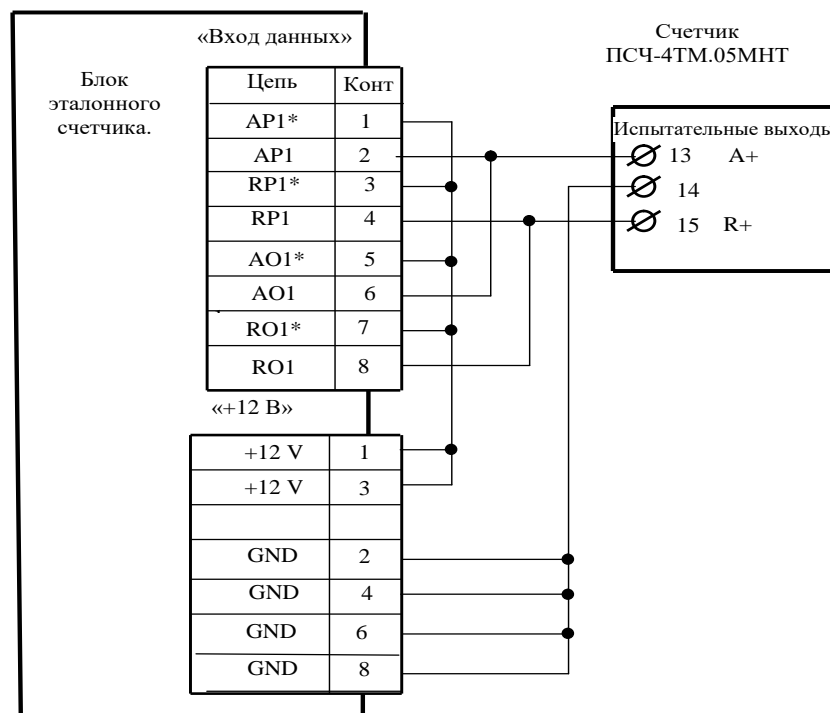 «Вход данных»
Блок
эталонного
счетчика.
Цепь Конт
AP1* 1
AP1 2
RP1* 3
RP1 4
AO1* 5
AO1 6
RO1* 7
RO1 8
«+12 В»
+12 V 1
+12 V 3
GND 2
GND 4
GND 6
GND 8
Счетчик
ПСЧ-4ТМ.05МНТ
Испытательные выходы
13 A+
14
15 R+